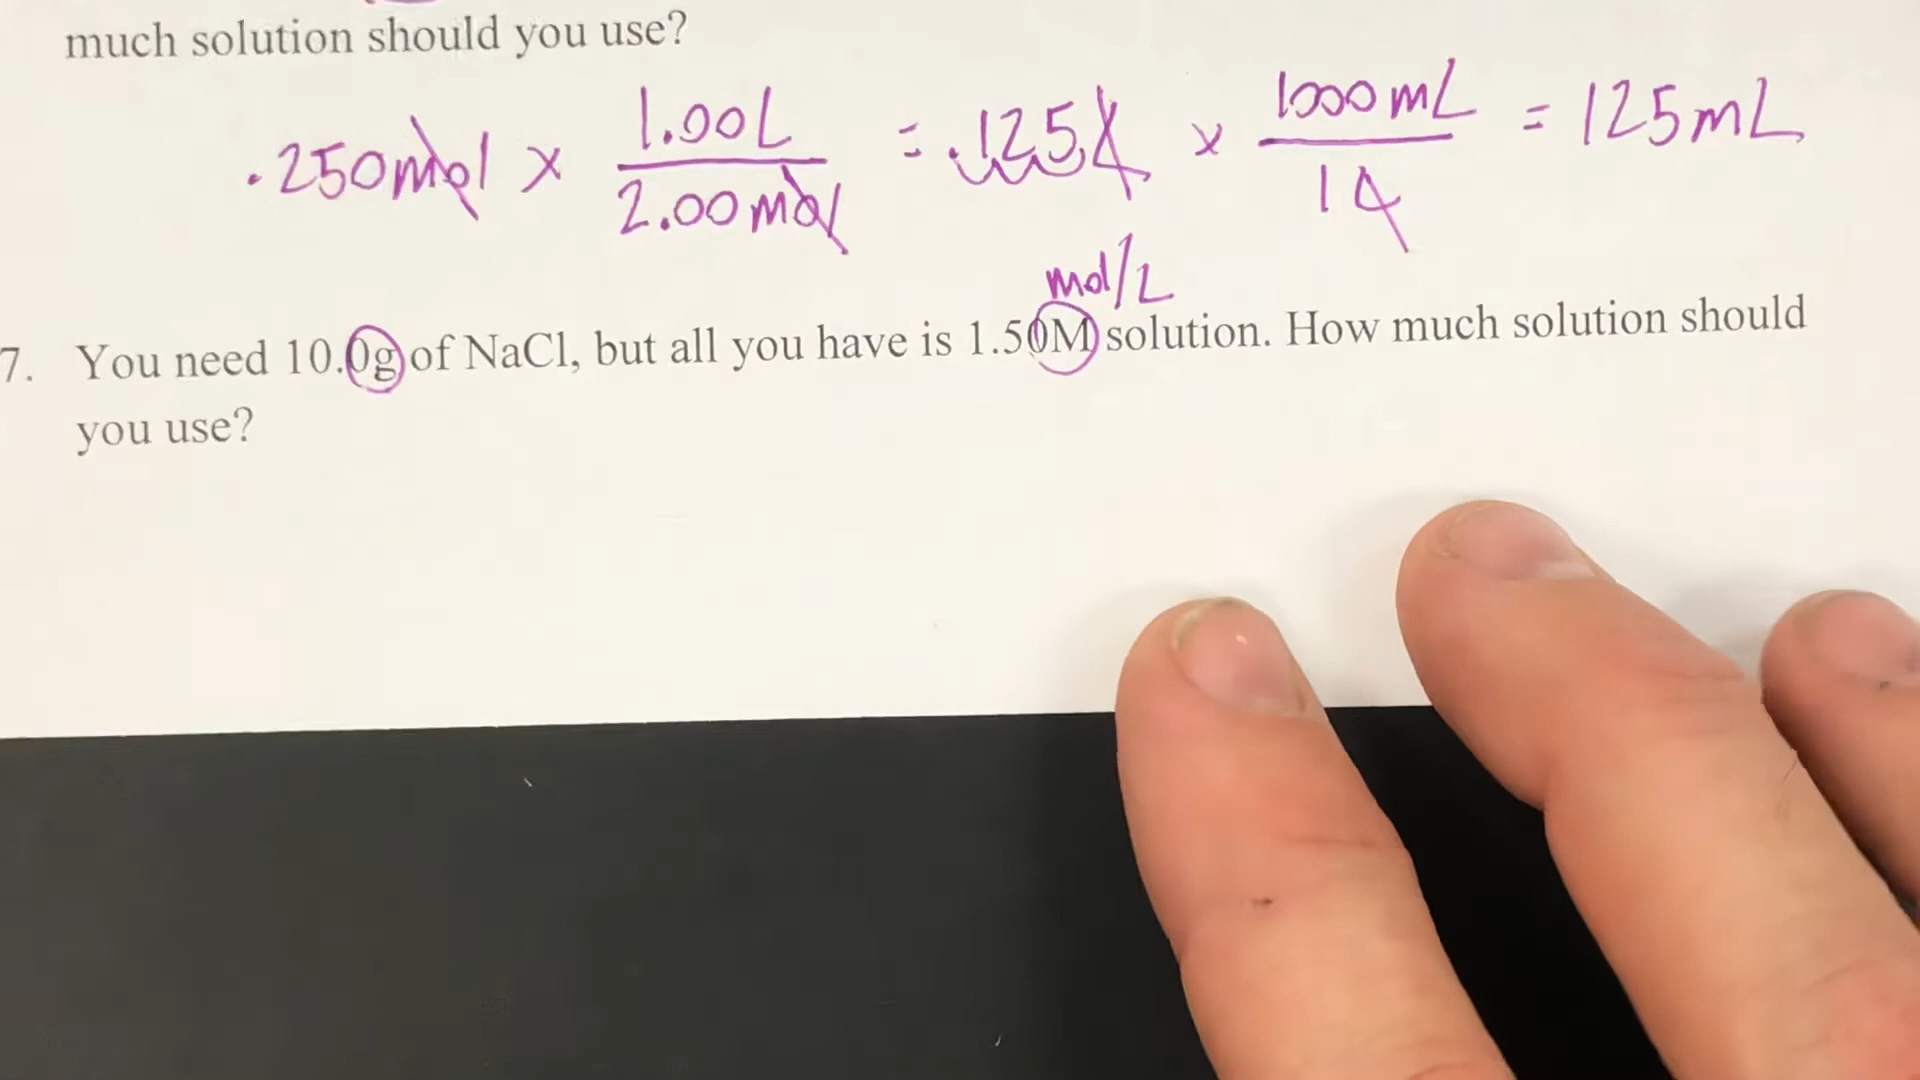 much solution should you use?
.250mol x 1.00L / 2.00mol = .125L x 1000mL / 1L = 125mL
mol/L
7. You need 10.0g of NaCl, but all you have is 1.50M solution. How much solution should
you use?